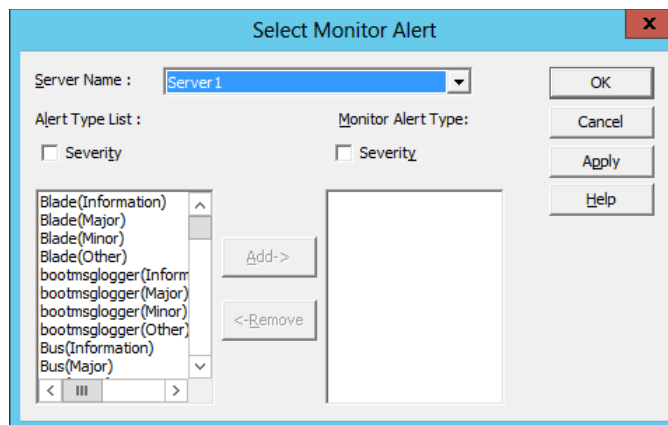 Select Monitor Alert
x
Server Name :
Server1
OK
Alert Type List :
Monitor Alert Type:
Cancel
Severity
Severity
Apply
Help
Blade(Information)
Blade(Major)
Blade(Minor)
Blade(Other)
bootmsglogger(Inform
bootmsglogger(Major)
bootmsglogger(Minor)
bootmsglogger(Other)
Bus(Information)
Bus(Major)
Add->
<-Remove